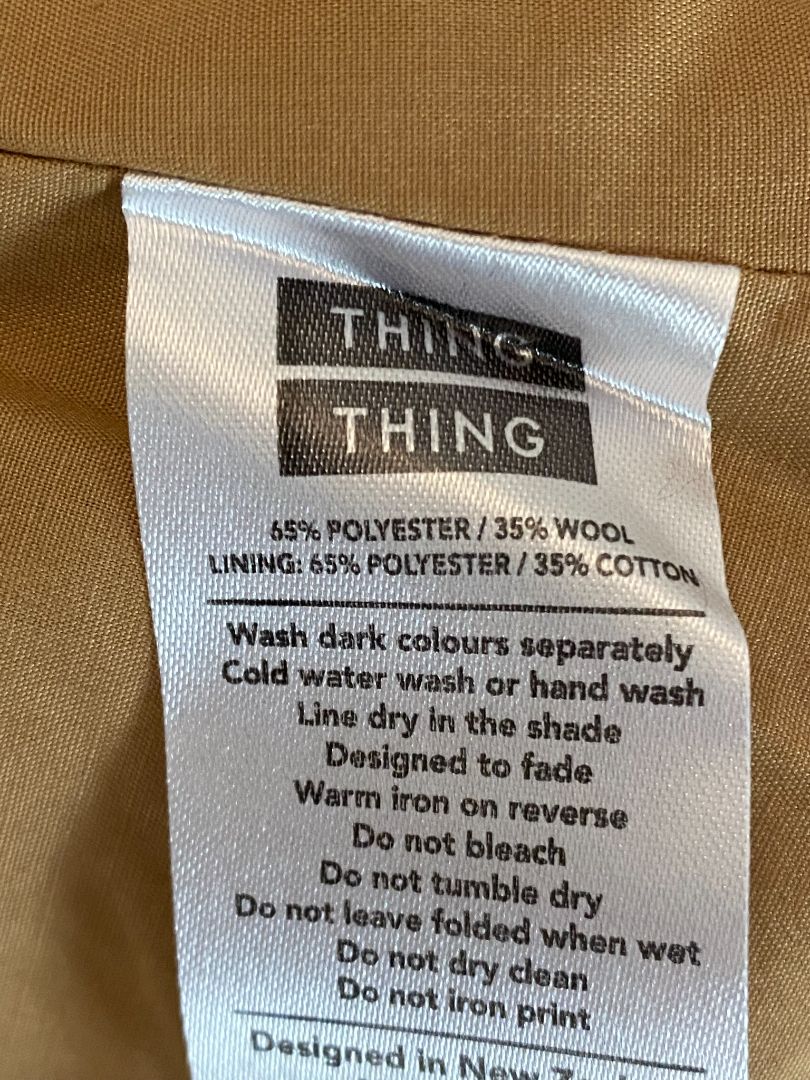 THING
THING
65% POLYESTER / 35% WOOL
LINING: 65% POLYESTER / 35% COTTON
Wash dark colours separately
Cold water wash or hand wash
Line dry in the shade
Designed to fade
Warm iron on reverse
Do not bleach
Do not tumble dry
Do not leave folded when wet
Do not dry clean
Do not iron print
Designed in New